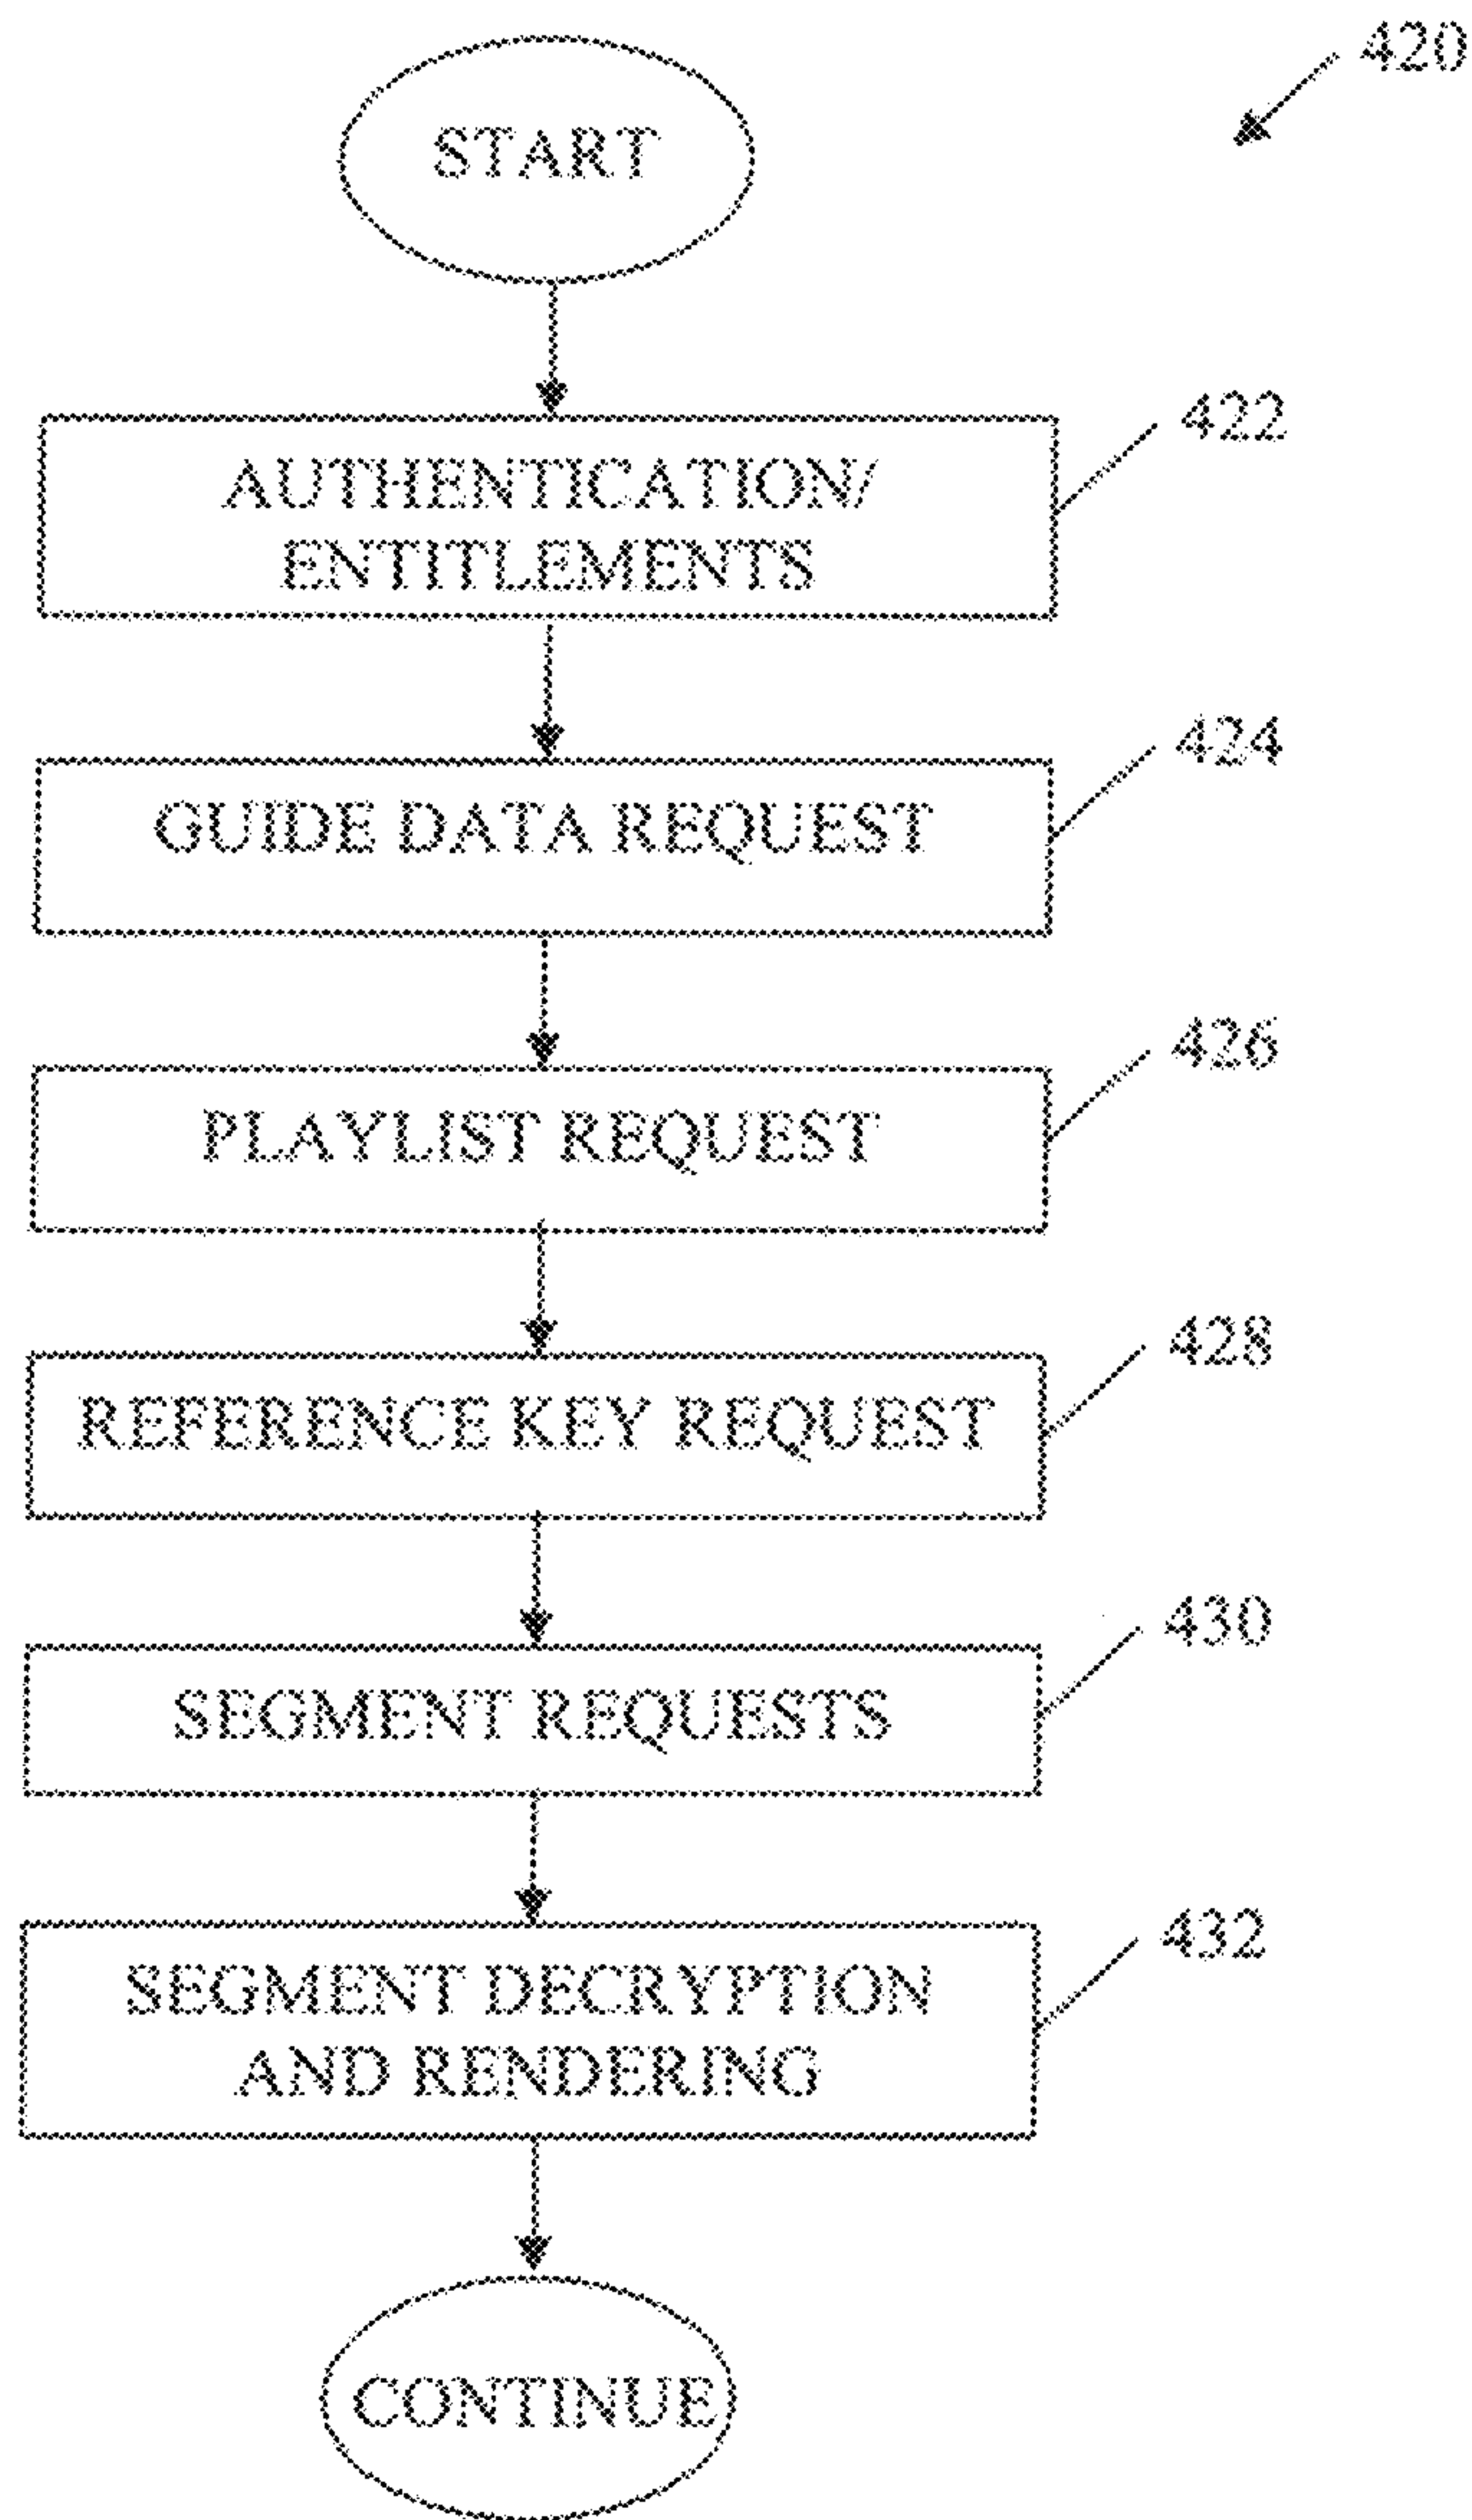 420
START
422
AUTHENTICATION/
ENTITLEMENTS
424
GUIDE DATA REQUEST
426
PLAYLIST REQUEST
428
REFERENCE KEY REQUEST
430
SEGMENT REQUESTS
432
SEGMENT DECRYPTION
AND RENDERING
CONTINUE